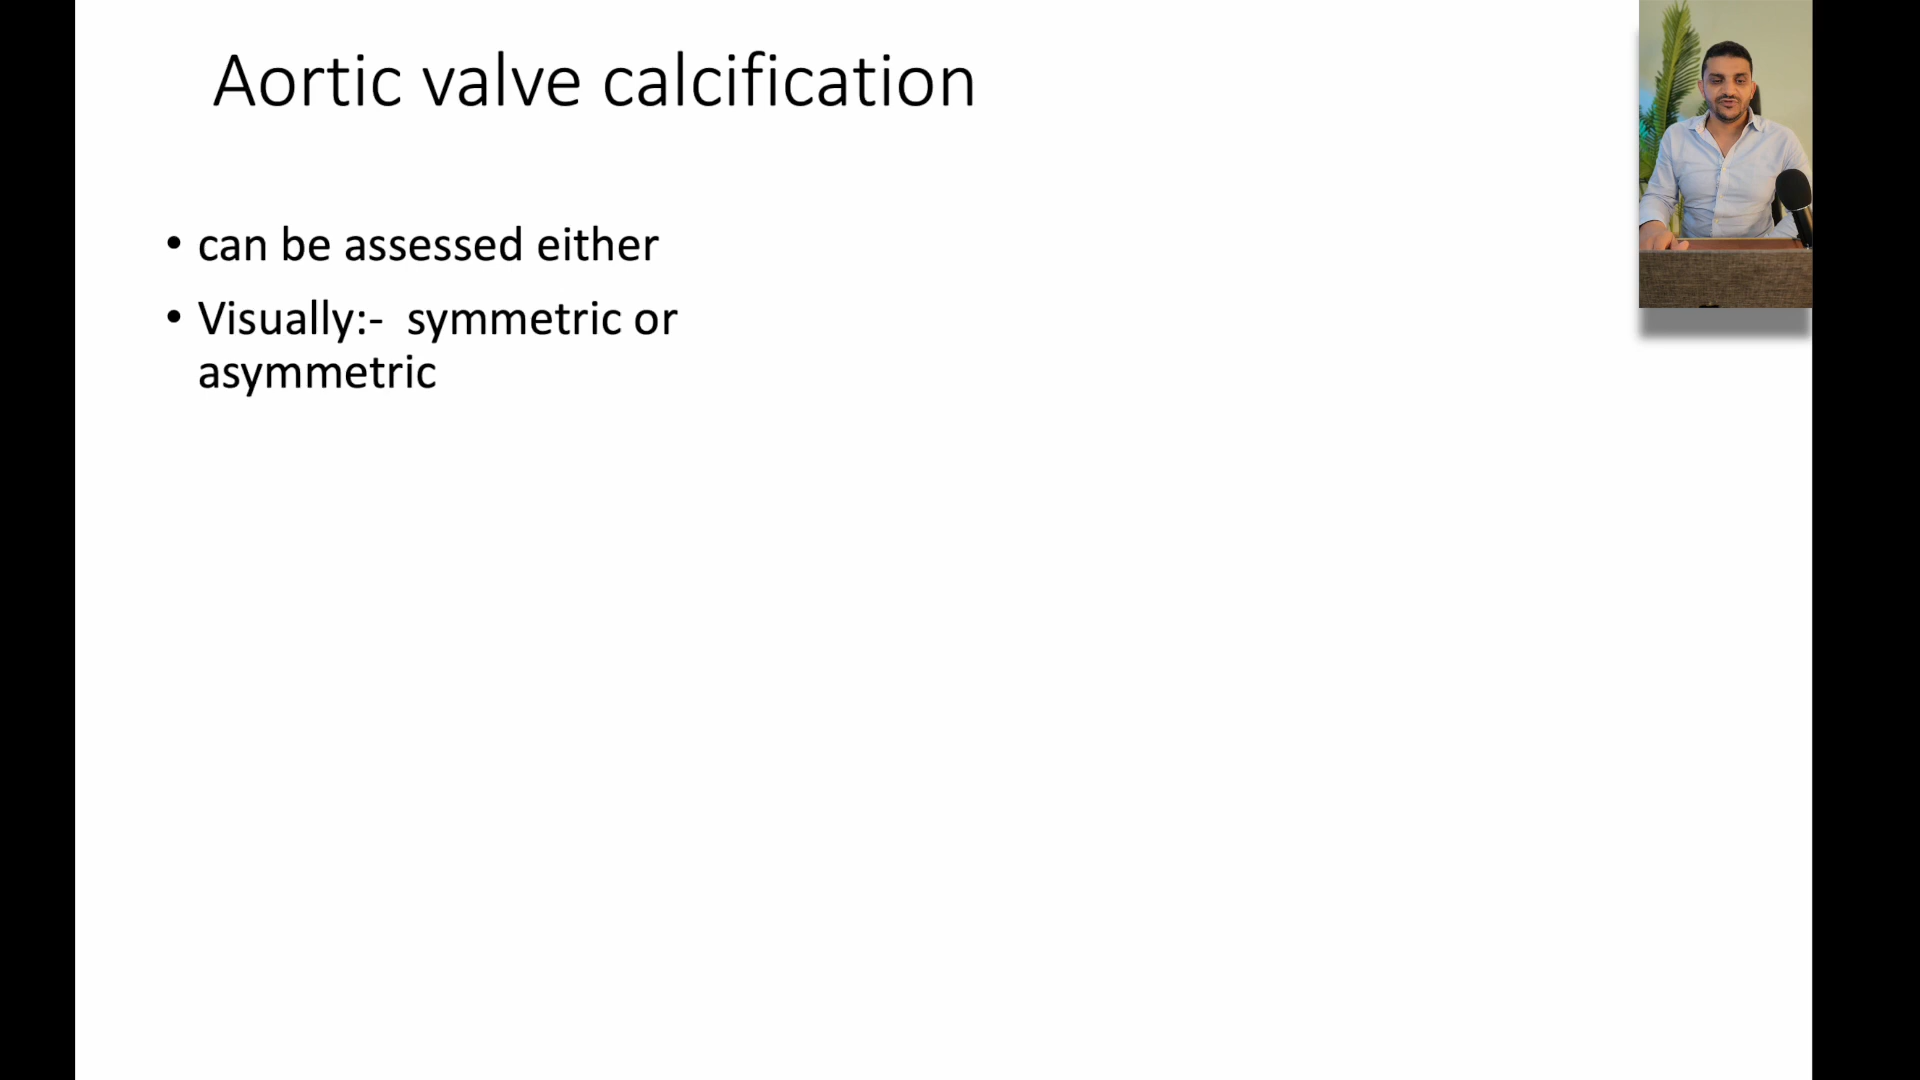 Aortic valve calcification
• can be assessed either
• Visually:- symmetric or
asymmetric